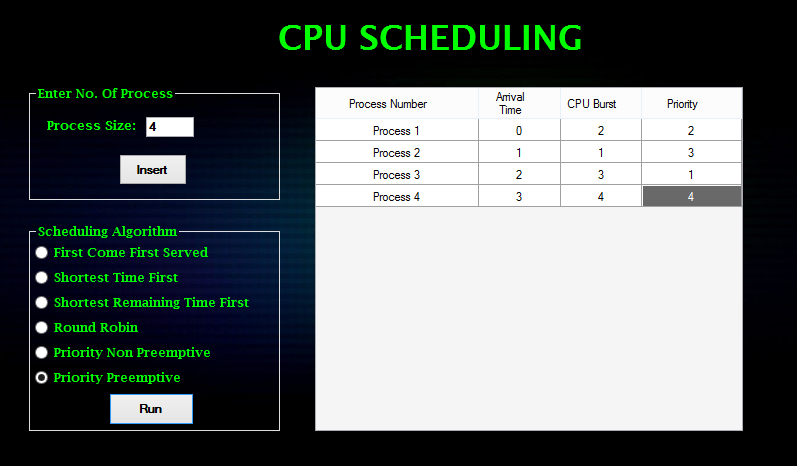 CPU SCHEDULING
Enter No. Of Process
Process Size: 4
Insert
Scheduling Algorithm
First Come First Served
Shortest Time First
Shortest Remaining Time First
Round Robin
Priority Non Preemptive
Priority Preemptive
Run
Process Number Arrival Time CPU Burst Priority
Process 1 0 2 2
Process 2 1 1 3
Process 3 2 3 1
Process 4 3 4 4